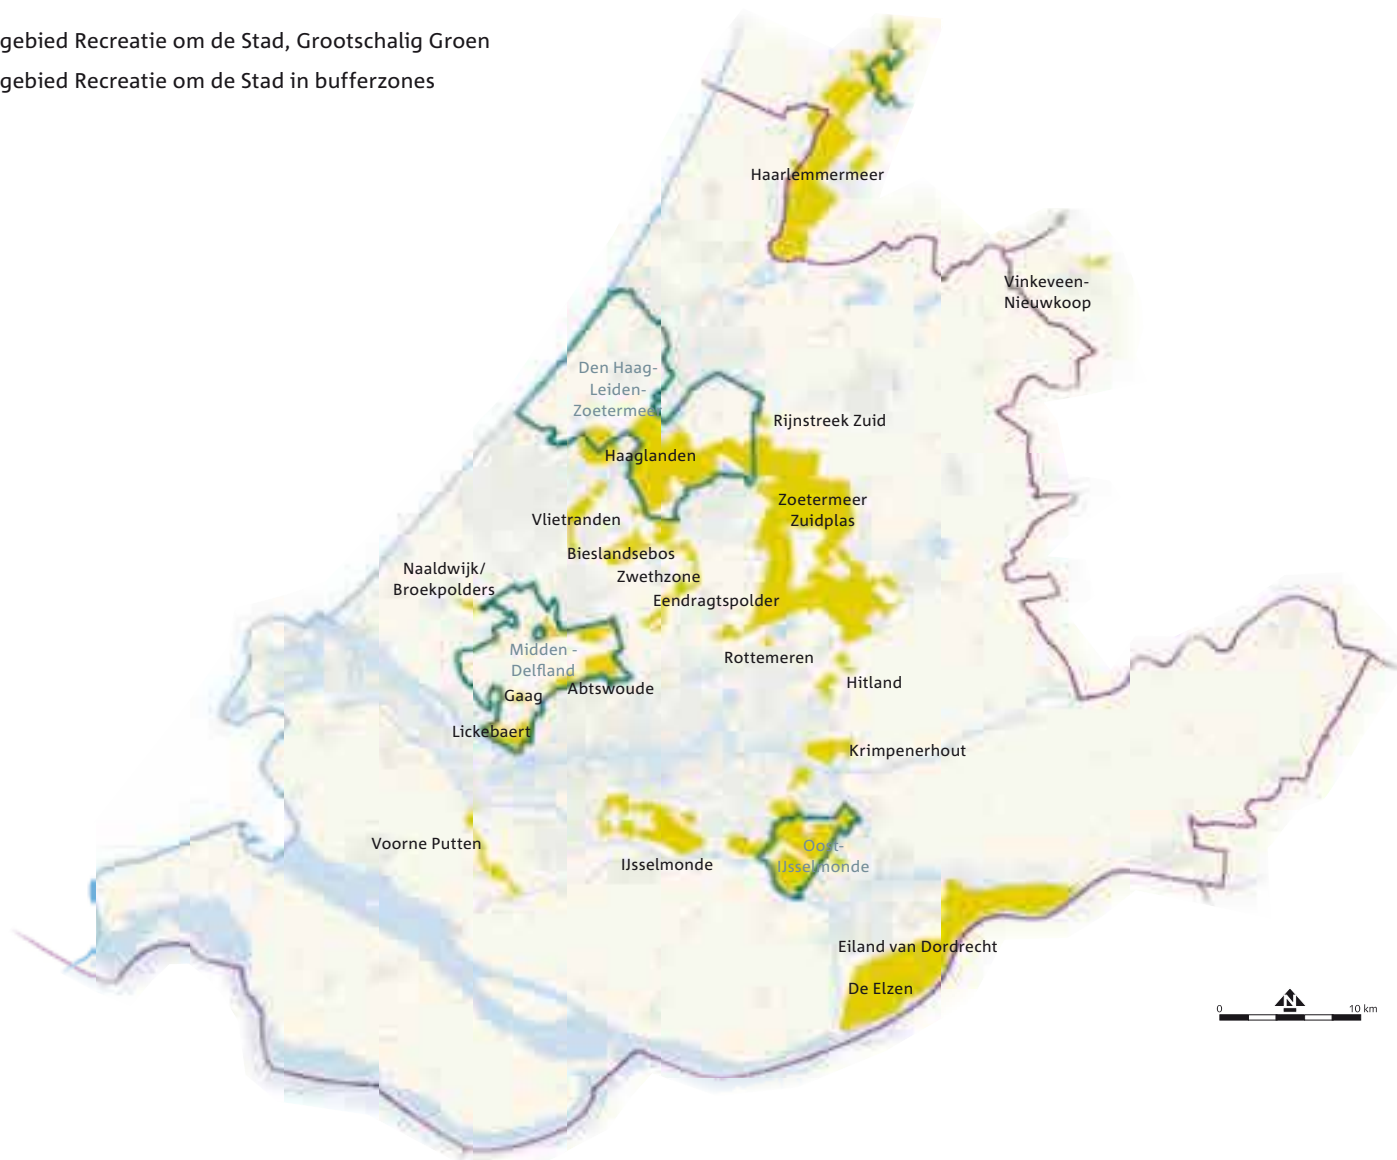 gebied Recreatie om de Stad, Grootschalig Groen
gebied Recreatie om de Stad in bufferzones
Haarlemmermeer
Vinkeveen-
Nieuwkoop
Den Haag-
Leiden-
Zoetermeer
Rijnstreek Zuid
Haaglanden
Zoetermeer
Zuidplas
Vlietranden
Bieslandsebos
Naaldwijk/
Broekpolders
Zwethzone
Eendragtspolder
Midden -
Delfland
Rottemeren
Abtswoude
Hitland
Gaag
Lickebaert
Krimpenerhout
Voorne Putten
IJsselmonde
Oost-
IJsselmonde
Eiland van Dordrecht
De Elzen
N
0 10 km